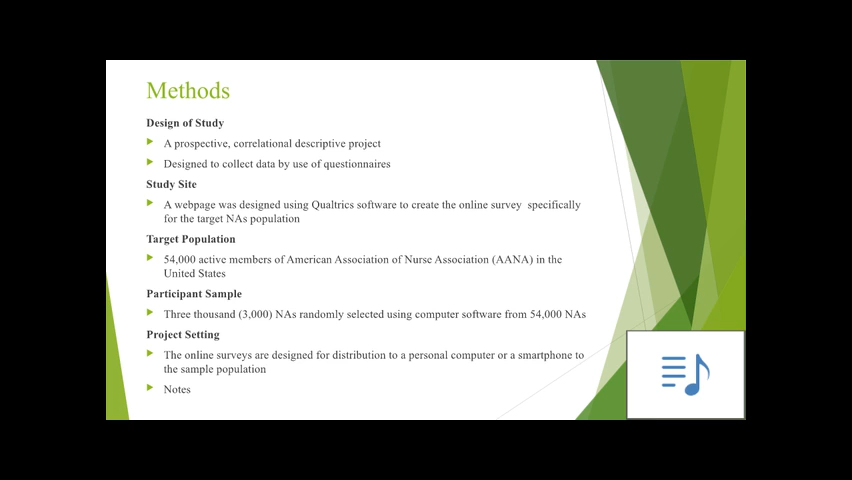 Methods
Design of Study
A prospective, correlational descriptive project
Designed to collect data by use of questionnaires
Study Site
A webpage was designed using Qualtrics software to create the online survey specifically
for the target NAs population
Target Population
54,000 active members of American Association of Nurse Association (AANA) in the
United States
Participant Sample
Three thousand (3,000) NAs randomly selected using computer software from 54,000 NAs
Project Setting
The online surveys are designed for distribution to a personal computer or a smartphone to
the sample population
Notes